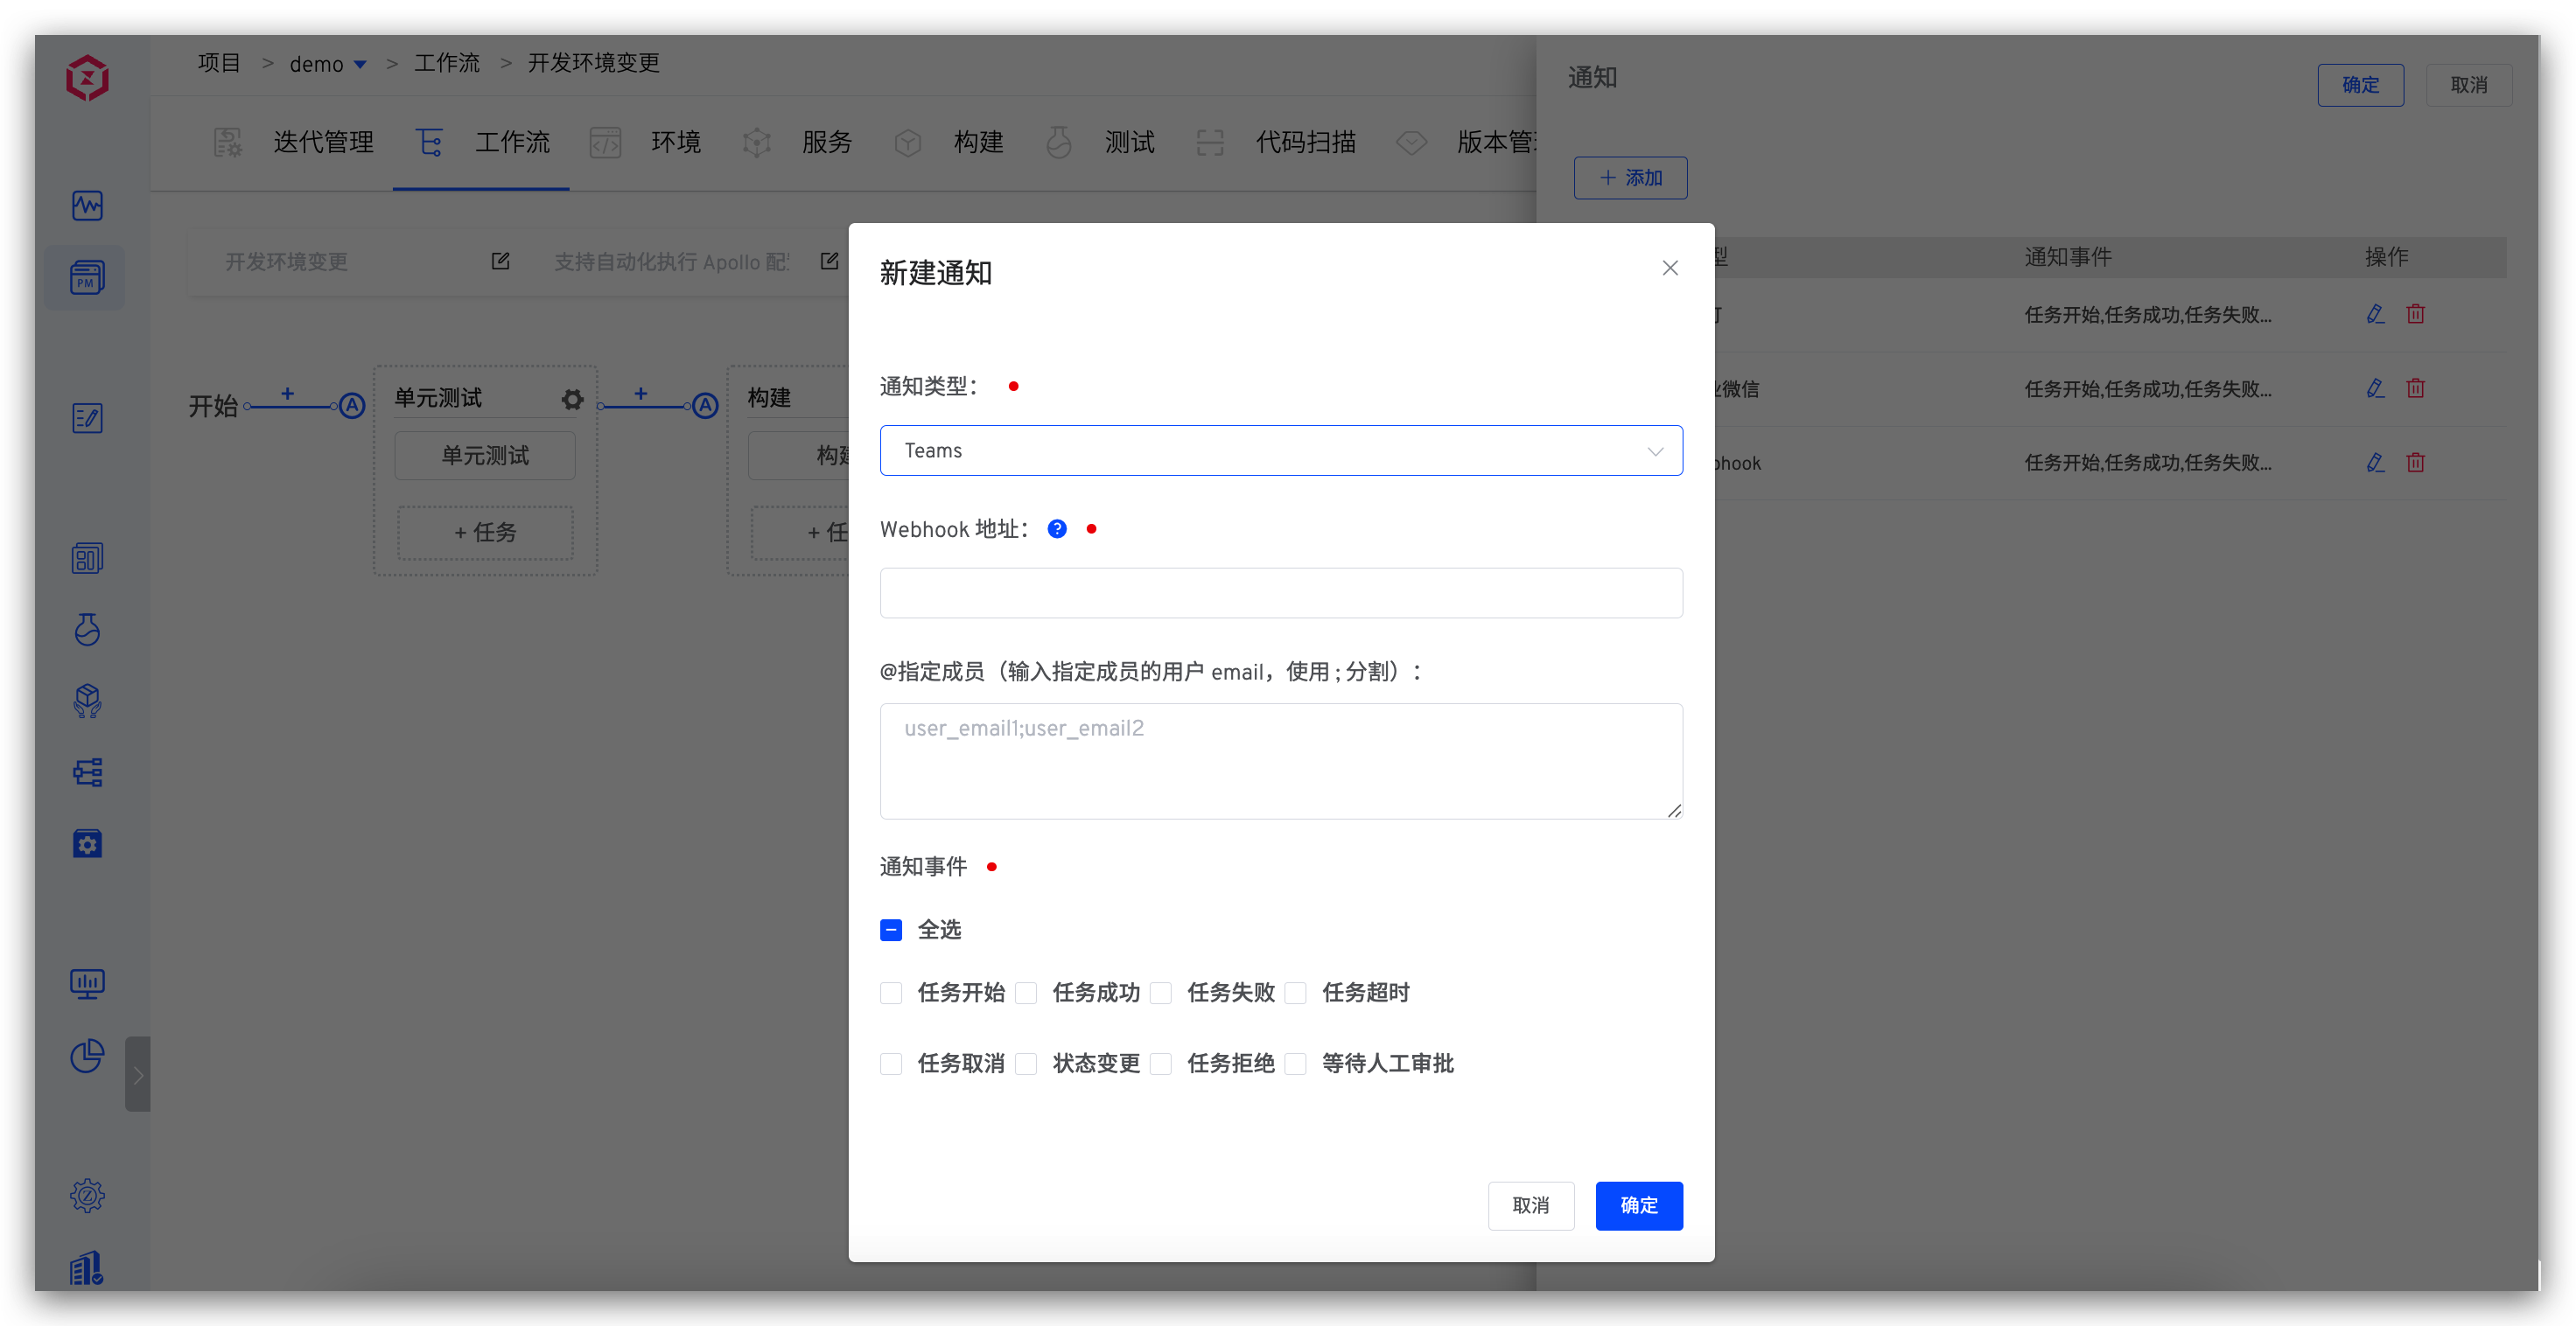 项目 > demo > 工作流 > 开发环境变更
迭代管理 工作流 环境 服务 构建 测试 代码扫描 版本管
PM
开发环境变更 支持自动化执行 Apollo 配
开始 + A 单元测试 + A 构建
单元测试
+ 任务 + 任
通知 确定 取消
+ 添加
型 通知事件 操作
任务开始,任务成功,任务失败...
微信 任务开始,任务成功,任务失败...
hook 任务开始,任务成功,任务失败...
新建通知
通知类型：
Teams
Webhook 地址：
@指定成员（输入指定成员的用户 email，使用 ; 分割）：
user_email1;user_email2
通知事件
全选
任务开始 任务成功 任务失败 任务超时
任务取消 状态变更 任务拒绝 等待人工审批
取消 确定